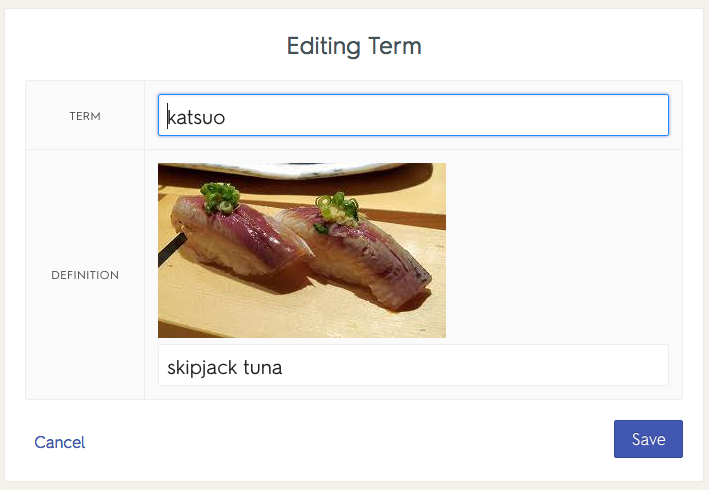 Editing Term
TERM
katsuo
DEFINITION
skipjack tuna
Cancel
Save